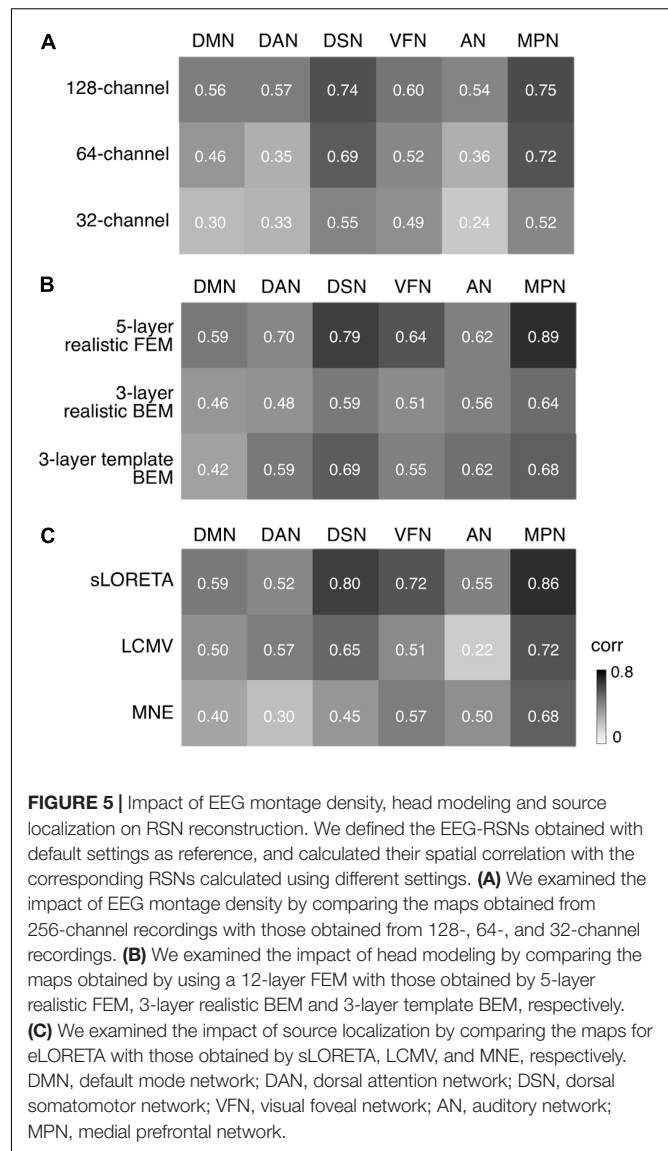 A
DMN DAN DSN VFN AN MPN
128-channel 0.56 0.57 0.74 0.60 0.54 0.75
64-channel 0.46 0.35 0.69 0.52 0.36 0.72
32-channel 0.30 0.33 0.55 0.49 0.24 0.52
B
DMN DAN DSN VFN AN MPN
5-layer
realistic FEM 0.59 0.70 0.79 0.64 0.62 0.89
3-layer
realistic BEM 0.46 0.48 0.59 0.51 0.56 0.64
3-layer template
BEM 0.42 0.59 0.69 0.55 0.62 0.68
C
DMN DAN DSN VFN AN MPN
sLORETA 0.59 0.52 0.80 0.72 0.55 0.86
LCMV 0.50 0.57 0.65 0.51 0.22 0.72
MNE 0.40 0.30 0.45 0.57 0.50 0.68
corr
0.8
0
FIGURE 5 | Impact of EEG montage density, head modeling and source
localization on RSN reconstruction. We defined the EEG-RSNs obtained with
default settings as reference, and calculated their spatial correlation with the
corresponding RSNs calculated using different settings. (A) We examined the
impact of EEG montage density by comparing the maps obtained from
256-channel recordings with those obtained from 128-, 64-, and 32-channel
recordings. (B) We examined the impact of head modeling by comparing the
maps obtained by using a 12-layer FEM with those obtained by 5-layer
realistic FEM, 3-layer realistic BEM and 3-layer template BEM, respectively.
(C) We examined the impact of source localization by comparing the maps for
eLORETA with those obtained by sLORETA, LCMV, and MNE, respectively.
DMN, default mode network; DAN, dorsal attention network; DSN, dorsal
somatomotor network; VFN, visual foveal network; AN, auditory network;
MPN, medial prefrontal network.